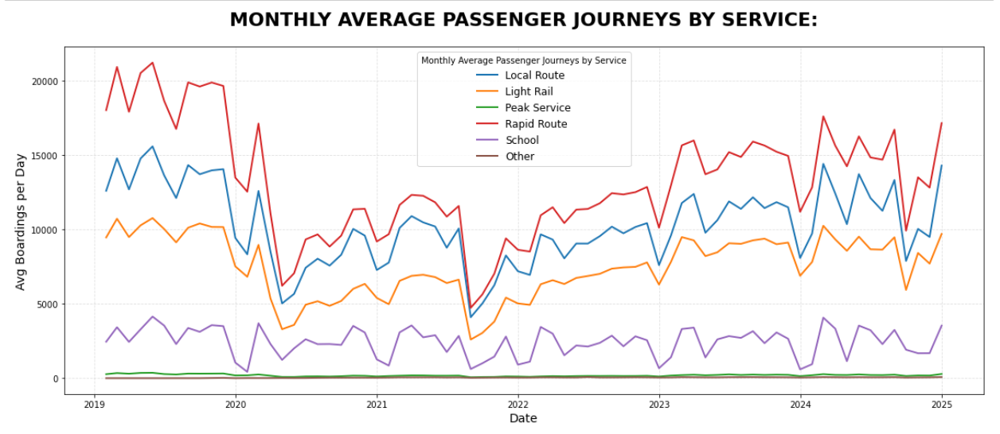 MONTHLY AVERAGE PASSENGER JOURNEYS BY SERVICE:
Monthly Average Passenger Journeys by Service
Local Route
Light Rail
Peak Service
Rapid Route
School
Other
Avg Boardings per Day
20000
15000
10000
5000
0
2019
2020
2021
2022
2023
2024
2025
Date